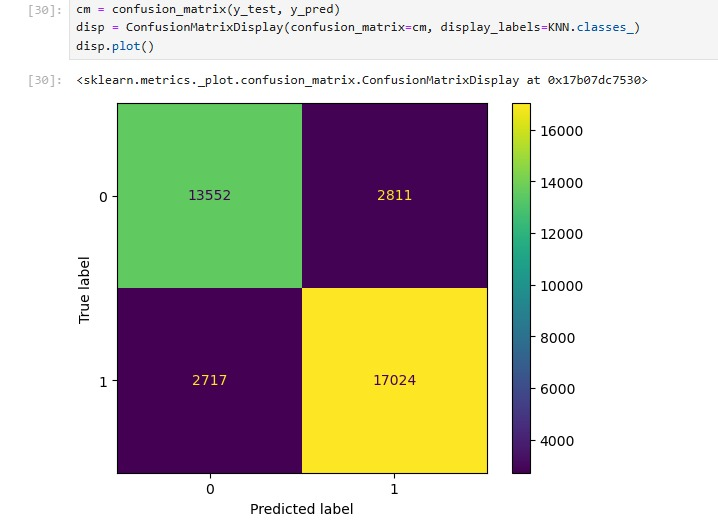 [30]: cm = confusion_matrix(y_test, y_pred)
disp = ConfusionMatrixDisplay(confusion_matrix=cm, display_labels=KNN.classes_)
disp.plot()
[30]: <sklearn.metrics._plot.confusion_matrix.ConfusionMatrixDisplay at 0x17b07dc7530>
16000
14000
0 13552 2811
12000
True label
10000
8000
6000
1 2717 17024
4000
0 1
Predicted label